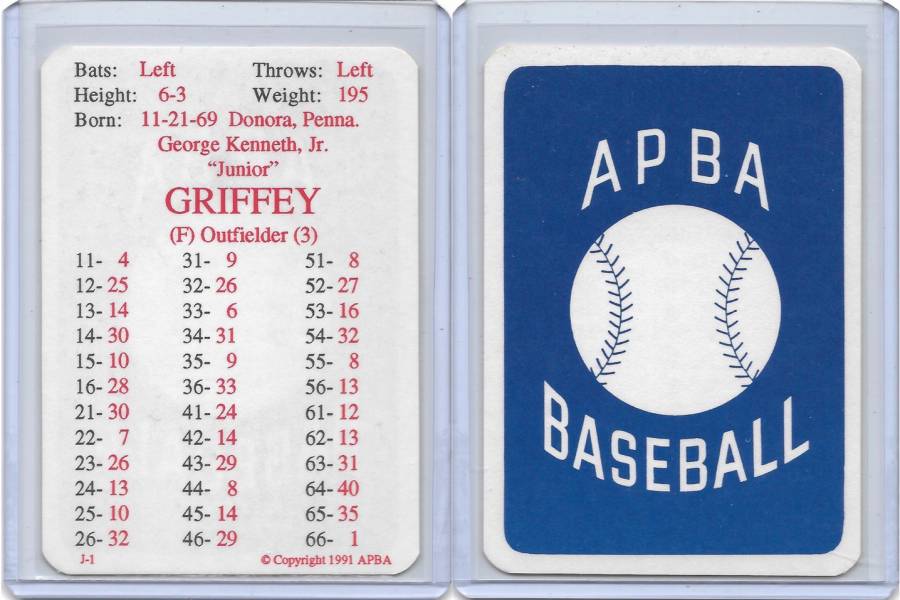 Bats: Left Throws: Left
Height: 6-3 Weight: 195
Born: 11-21-69 Donora, Penna.
George Kenneth, Jr.
“Junior”
GRIFFEY
(F) Outfielder (3)
11- 4 31- 9 51- 8
12- 25 32- 26 52- 27
13- 14 33- 6 53- 16
14- 30 34- 31 54- 32
15- 10 35- 9 55- 8
16- 28 36- 33 56- 13
21- 30 41- 24 61- 12
22- 7 42- 14 62- 13
23- 26 43- 29 63- 31
24- 13 44- 8 64- 40
25- 10 45- 14 65- 35
26- 32 46- 29 66- 1
J-1 © Copyright 1991 APBA
APBA
BASEBALL